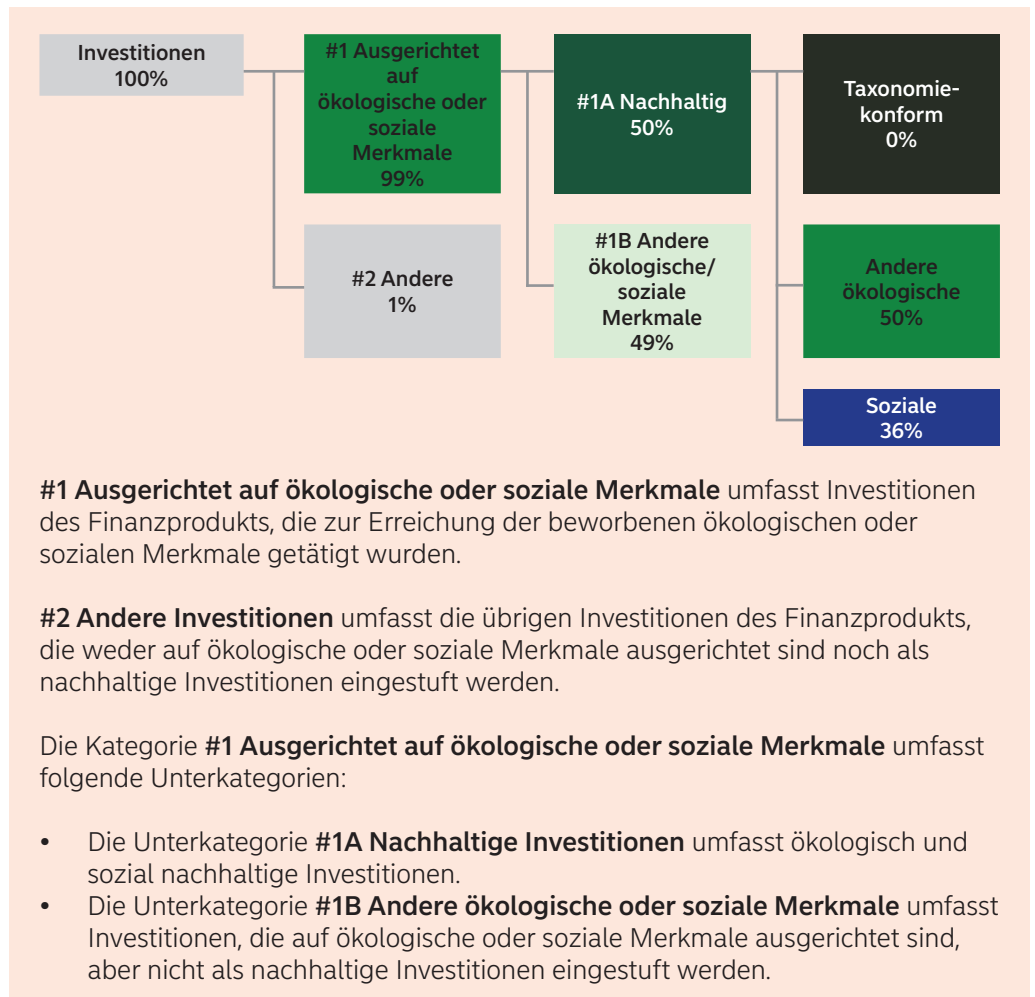 Investitionen
100%
#1 Ausgerichtet
auf
ökologische oder
soziale
Merkmale
99%
#1A Nachhaltig
50%
Taxonomie-
konform
0%
#2 Andere
1%
#1B Andere
ökologische/
soziale
Merkmale
49%
Andere
ökologische
50%
Soziale
36%
#1 Ausgerichtet auf ökologische oder soziale Merkmale umfasst Investitionen
des Finanzprodukts, die zur Erreichung der beworbenen ökologischen oder
sozialen Merkmale getätigt wurden.
#2 Andere Investitionen umfasst die übrigen Investitionen des Finanzprodukts,
die weder auf ökologische oder soziale Merkmale ausgerichtet sind noch als
nachhaltige Investitionen eingestuft werden.
Die Kategorie #1 Ausgerichtet auf ökologische oder soziale Merkmale umfasst
folgende Unterkategorien:
• Die Unterkategorie #1A Nachhaltige Investitionen umfasst ökologisch und
sozial nachhaltige Investitionen.
• Die Unterkategorie #1B Andere ökologische oder soziale Merkmale umfasst
Investitionen, die auf ökologische oder soziale Merkmale ausgerichtet sind,
aber nicht als nachhaltige Investitionen eingestuft werden.